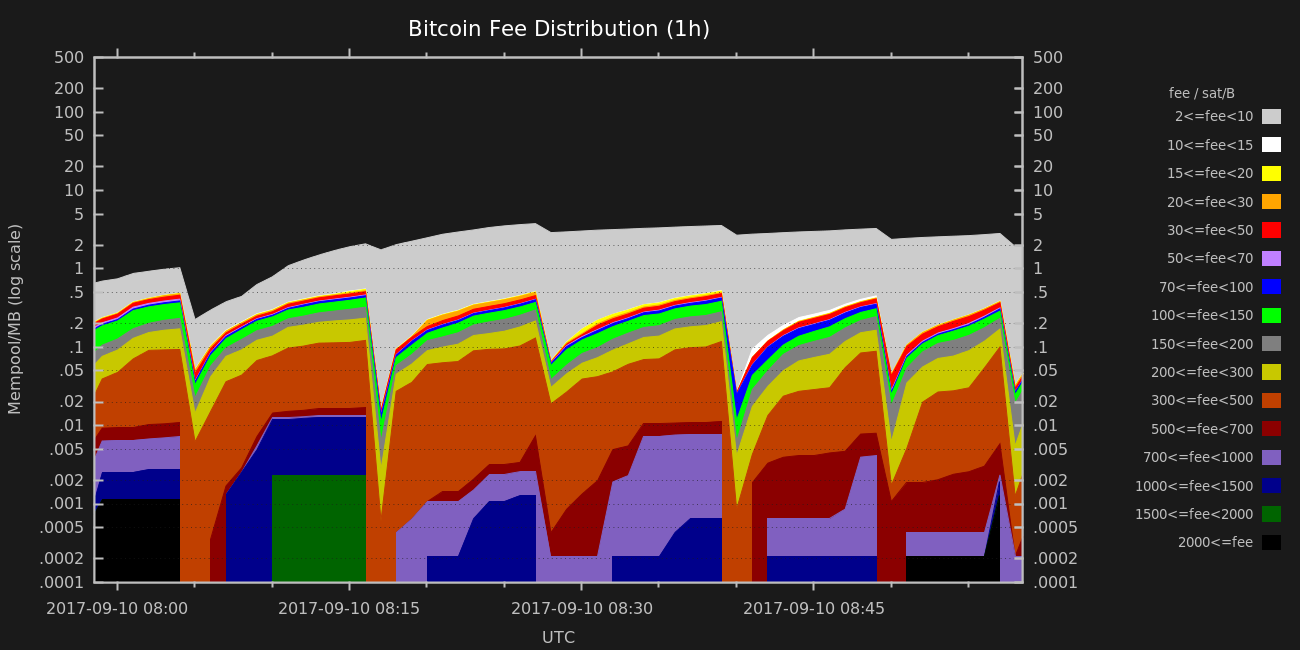 Bitcoin Fee Distribution (1h)
500 500
200 200
100 100
50 50
20 20
10 10
5 5
2 2
1 1
.5 .5
.2 .2
.1 .1
.05 .05
.02 .02
.01 .01
.005 .005
.002 .002
.001 .001
.0005 .0005
.0002 .0002
.0001 .0001
Mempool/MB (log scale)
2017-09-10 08:00 2017-09-10 08:15 2017-09-10 08:30 2017-09-10 08:45
UTC
fee / sat/B
2<=fee<10
10<=fee<15
15<=fee<20
20<=fee<30
30<=fee<50
50<=fee<70
70<=fee<100
100<=fee<150
150<=fee<200
200<=fee<300
300<=fee<500
500<=fee<700
700<=fee<1000
1000<=fee<1500
1500<=fee<2000
2000<=fee